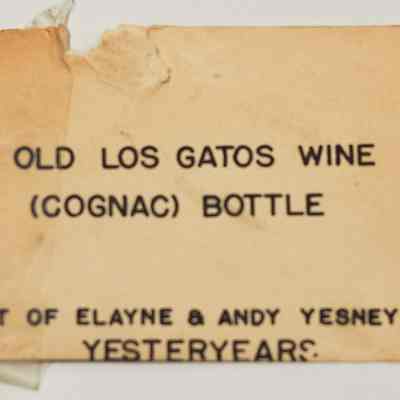 OLD LOS GATOS WINE
(COGNAC) BOTTLE
T OF ELAYNE & ANDY YESNEY
YESTERYEARS